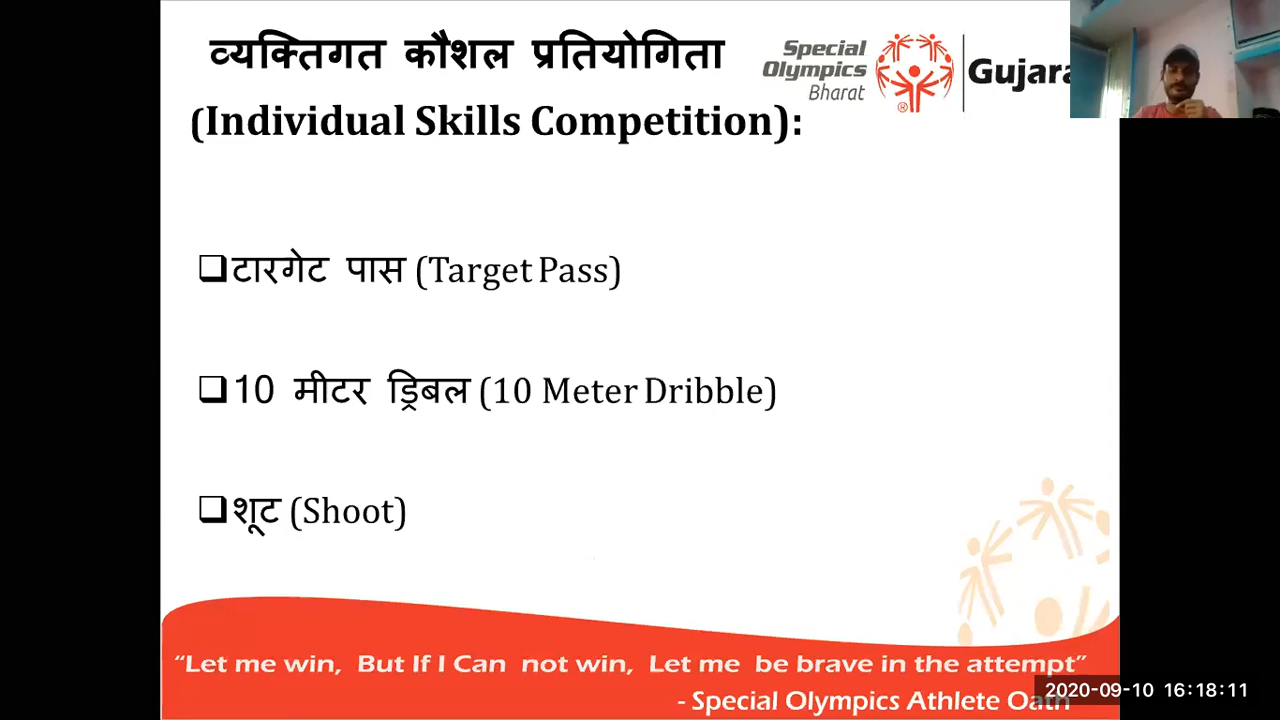 व्यक्तिगत कौशल प्रतियोगिता
Special
Olympics
Bharat
®
Gujara
(Individual Skills Competition):
❑टारगेट पास (Target Pass)
❑10 मीटर ड्रिबल (10 Meter Dribble)
❑शूट (Shoot)
“Let me win, But If I Can not win, Let me be brave in the attempt”
- Special Olympics Athlete Oath
2020-09-10 16:18:11